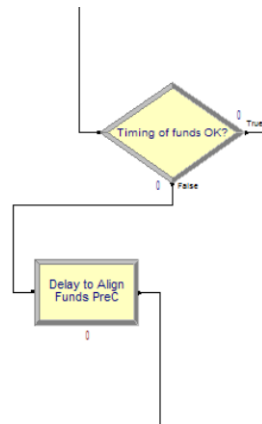 0
Timing of funds OK?
True
0
False
Delay to Align
Funds PreC
0